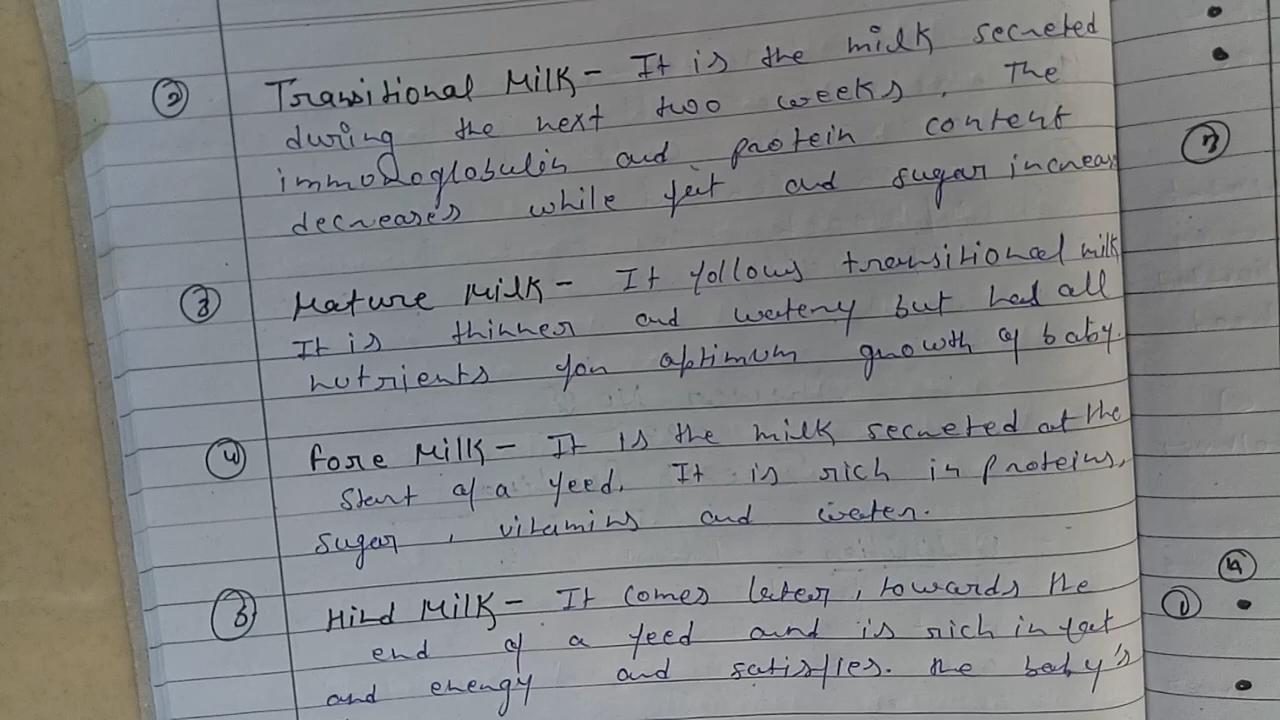 ② Transitional Milk - It is the milk secreted
during the next two weeks. The
immunoglobulin and protein content
decreases while fat and sugar increas
③ Mature Milk - It follows transitional milk
It is thinner and watery but had all
nutrients for optimum growth of baby.
④ Fore Milk - It is the milk secreted at the
start of a feed. It is rich in proteins,
sugar, vitamins and water.
⑤ Hind Milk - It comes later, towards the
end of a feed and is rich in fat
and energy and satisfies. the baby's
④
①